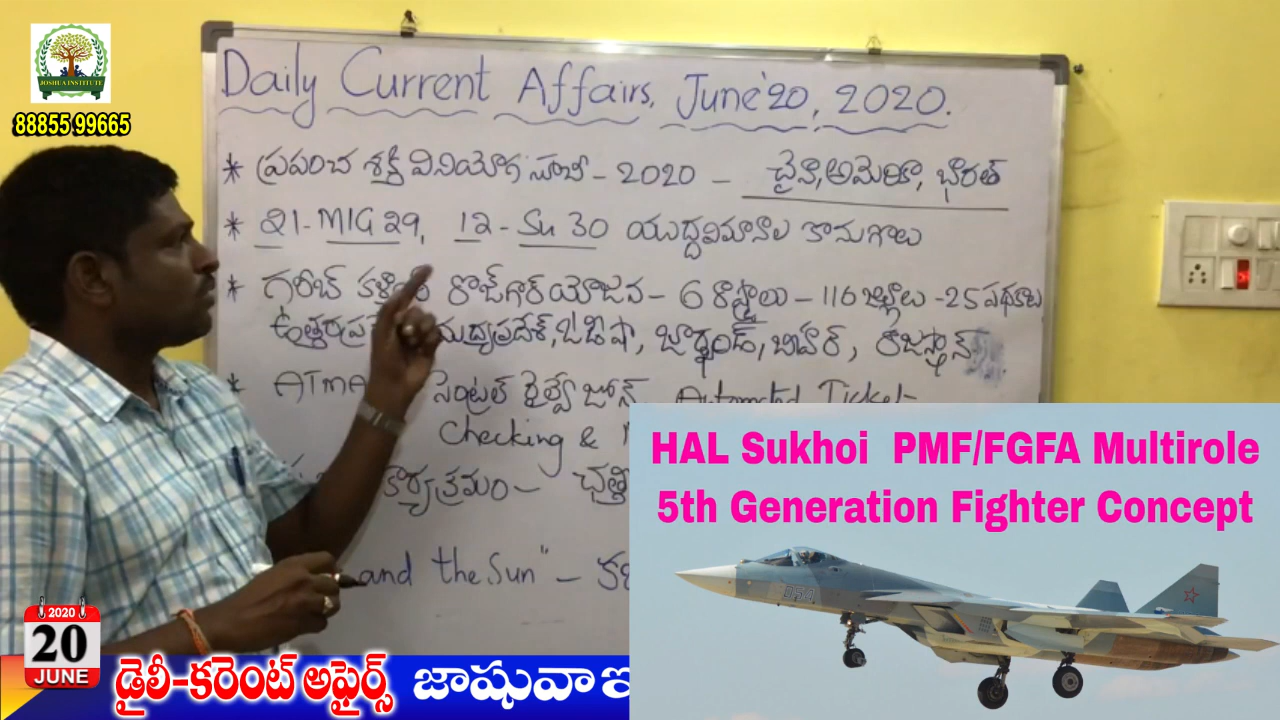 JOSHUA INSTITUTE
88855 99665
Daily Current Affairs, June'20, 2020.
* ప్రపంచ శక్తి వినియోగ సూచీ - 2020 - చైనా, అమెరికా, భారత్
* 21-MIG 29, 12-Su 30 యుద్ధవిమానాల కొనుగోలు
* గరీబ్ కళ్యాణ్ రోజ్‌గార్ యోజన - 6 రాష్ట్రాలు - 116 జిల్లాలు - 25 పథకాలు
మధ్యప్రదేశ్, ఒడిషా, జార్ఖండ్, బిహార్, రాజస్థాన్
* ATMA సెంట్రల్ రైల్వే జోన్ Automated Ticket-
Checking &
కార్యక్రమం -
and the Sun" -
HAL Sukhoi PMF/FGFA Multirole
5th Generation Fighter Concept
2020
20
JUNE
డైలీ-కరెంట్ అఫైర్స్ జాషువా ఇ